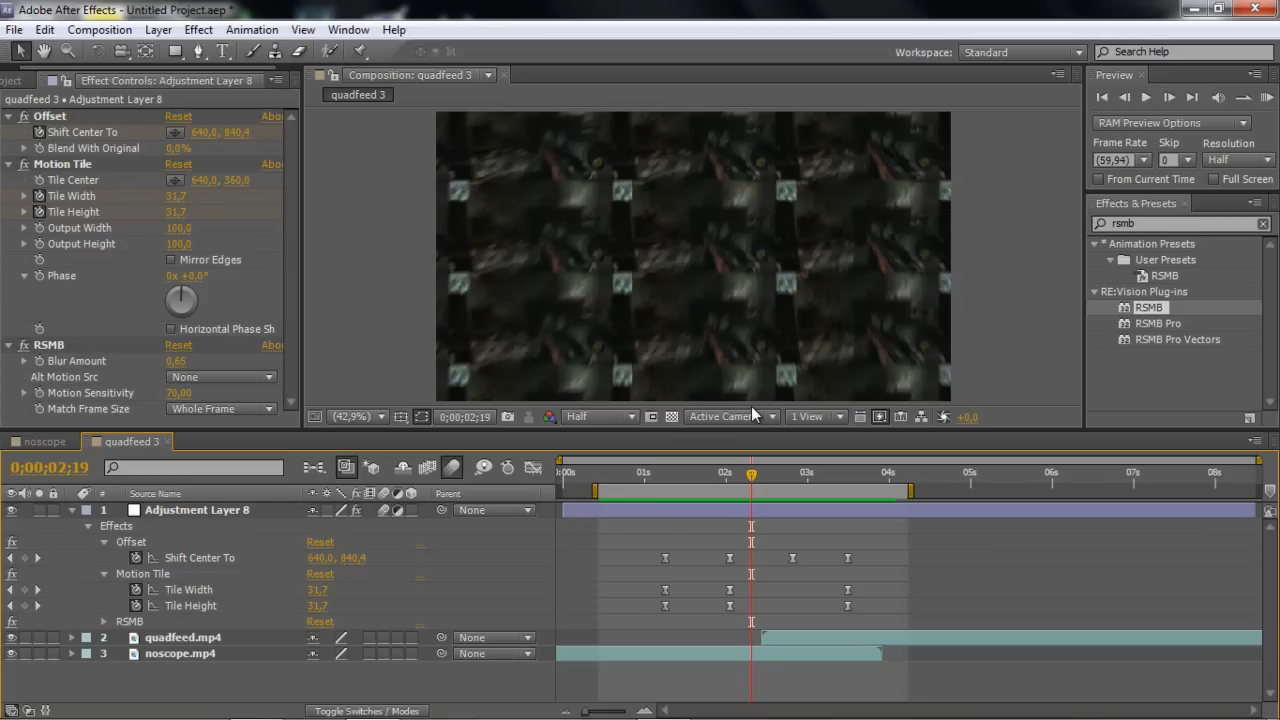 Adobe After Effects - Untitled Project.aep *
File Edit Composition Layer Effect Animation View Window Help
Workspace: Standard Search Help
oject Effect Controls: Adjustment Layer 8 Composition: quadfeed 3 Preview
quadfeed 3 • Adjustment Layer 8 quadfeed 3
Offset Reset Abou
Shift Center To 640,0, 840,4
Blend With Original 0,0%
Motion Tile Reset Abou
Tile Center 640,0, 360,0
Tile Width 31,7
Tile Height 31,7
Output Width 100,0
Output Height 100,0
Mirror Edges
Phase 0x +0,0°
Horizontal Phase Sh
RSMB Reset Abou
Blur Amount 0,65
Alt Motion Src None
Motion Sensitivity 70,00
Match Frame Size Whole Frame
RAM Preview Options
Frame Rate Skip Resolution
(59,94) 0 Half
From Current Time Full Screen
Effects & Presets
rsmb
* Animation Presets
User Presets
RSMB
RE:Vision Plug-ins
RSMB
RSMB Pro
RSMB Pro Vectors
(42,9%) 0;00;02;19 Half Active Camera 1 View +0,0
noscope quadfeed 3
0;00;02;19 :00s 01s 02s 03s 04s 05s 06s 07s 08s
# Source Name Parent
1 Adjustment Layer 8 None
Effects
Offset Reset ...
Shift Center To 640,0, 840,4
Motion Tile Reset ...
Tile Width 31,7
Tile Height 31,7
RSMB Reset ...
2 quadfeed.mp4 None
3 noscope.mp4 None
Toggle Switches / Modes